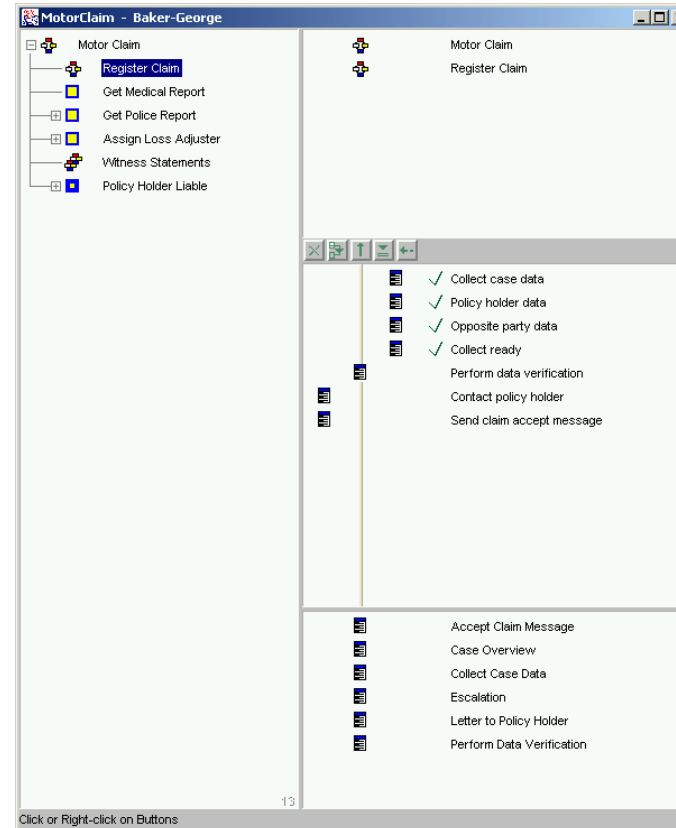 MotorClaim - Baker-George
Motor Claim
Register Claim
Get Medical Report
Get Police Report
Assign Loss Adjuster
Witness Statements
Policy Holder Liable
13
Motor Claim
Register Claim
Collect case data
Policy holder data
Opposite party data
Collect ready
Perform data verification
Contact policy holder
Send claim accept message
Accept Claim Message
Case Overview
Collect Case Data
Escalation
Letter to Policy Holder
Perform Data Verification
Click or Right-click on Buttons